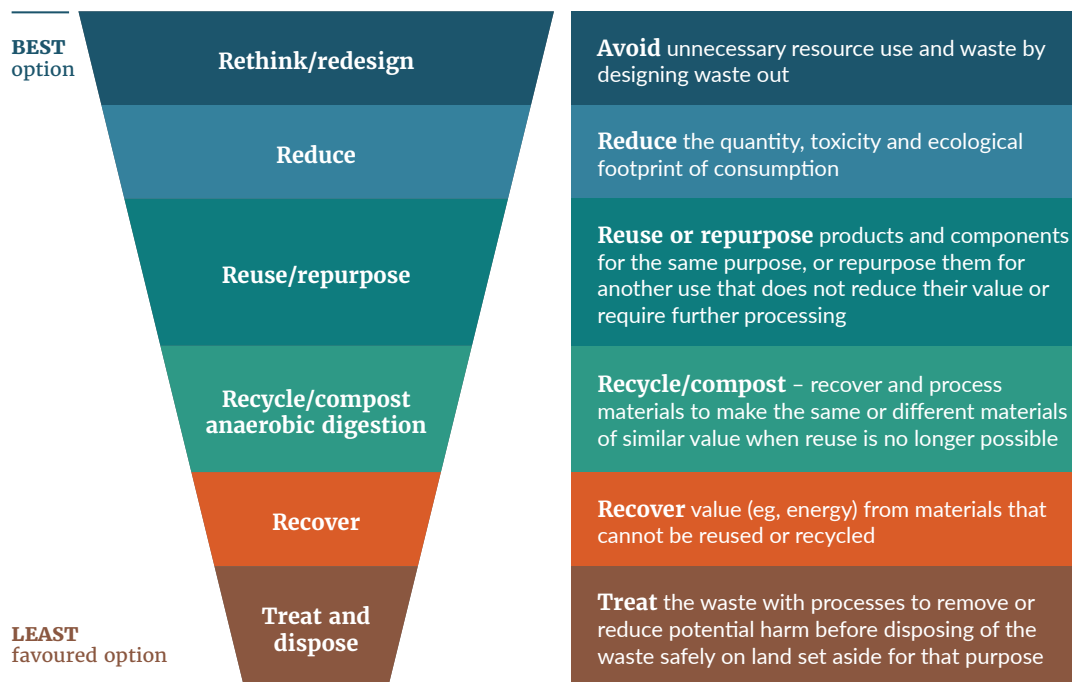 BEST
option
Rethink/redesign
Avoid unnecessary resource use and waste by
designing waste out
Reduce
Reduce the quantity, toxicity and ecological
footprint of consumption
Reuse/repurpose
Reuse or repurpose products and components
for the same purpose, or repurpose them for
another use that does not reduce their value or
require further processing
Recycle/compost
anaerobic digestion
Recycle/compost – recover and process
materials to make the same or different materials
of similar value when reuse is no longer possible
Recover
Recover value (eg, energy) from materials that
cannot be reused or recycled
LEAST
favoured option
Treat and
dispose
Treat the waste with processes to remove or
reduce potential harm before disposing of the
waste safely on land set aside for that purpose